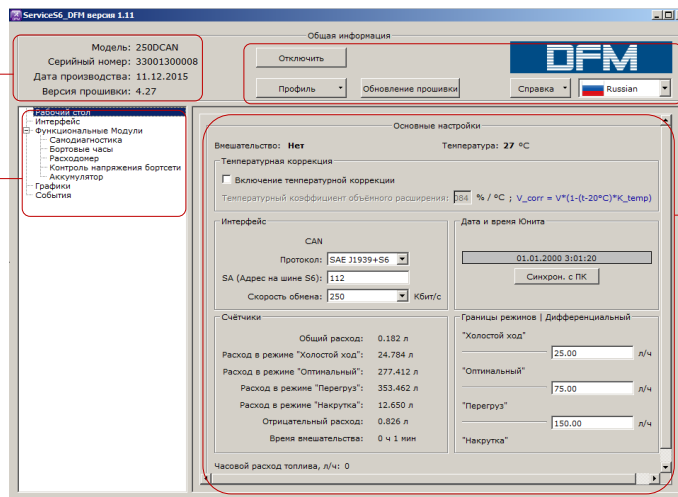 ServiceS6_DFM версия 1.11
Общая информация
Модель: 250DCAN
Серийный номер: 33001300008
Дата производства: 11.12.2015
Версия прошивки: 4.27
Отключить
Профиль
Обновление прошивки
DFM
Справка
Russian
Рабочий стол
Интерфейс
Функциональные Модули
Самодиагностика
Бортовые часы
Расходомер
Контроль напряжения бортсети
Аккумулятор
Графики
События
Основные настройки
Вмешательство: Нет
Температура: 27 °C
Температурная коррекция
Включение температурной коррекции
Температурный коэффициент объёмного расширения: 084 % / °C ; V_corr = V*(1-(t-20°C)*K_temp)
Интерфейс
CAN
Протокол: SAE J1939+S6
SA (Адрес на шине S6): 112
Скорость обмена: 250 Кбит/с
Дата и время Юнита
01.01.2000 3:01:20
Синхрон. с ПК
Счётчики
Общий расход: 0.182 л
Расход в режиме "Холостой ход": 24.784 л
Расход в режиме "Оптинальный": 277.412 л
Расход в режиме "Перегруз": 353.462 л
Расход в режиме "Накрутка": 12.650 л
Отрицательный расход: 0.826 л
Время вмешательства: 0 ч 1 мин
Границы режимов | Дифференциальный
"Холостой ход"
25.00 л/ч
"Оптинальный"
75.00 л/ч
"Перегруз"
150.00 л/ч
"Накрутка"
Часовой расход топлива, л/ч: 0